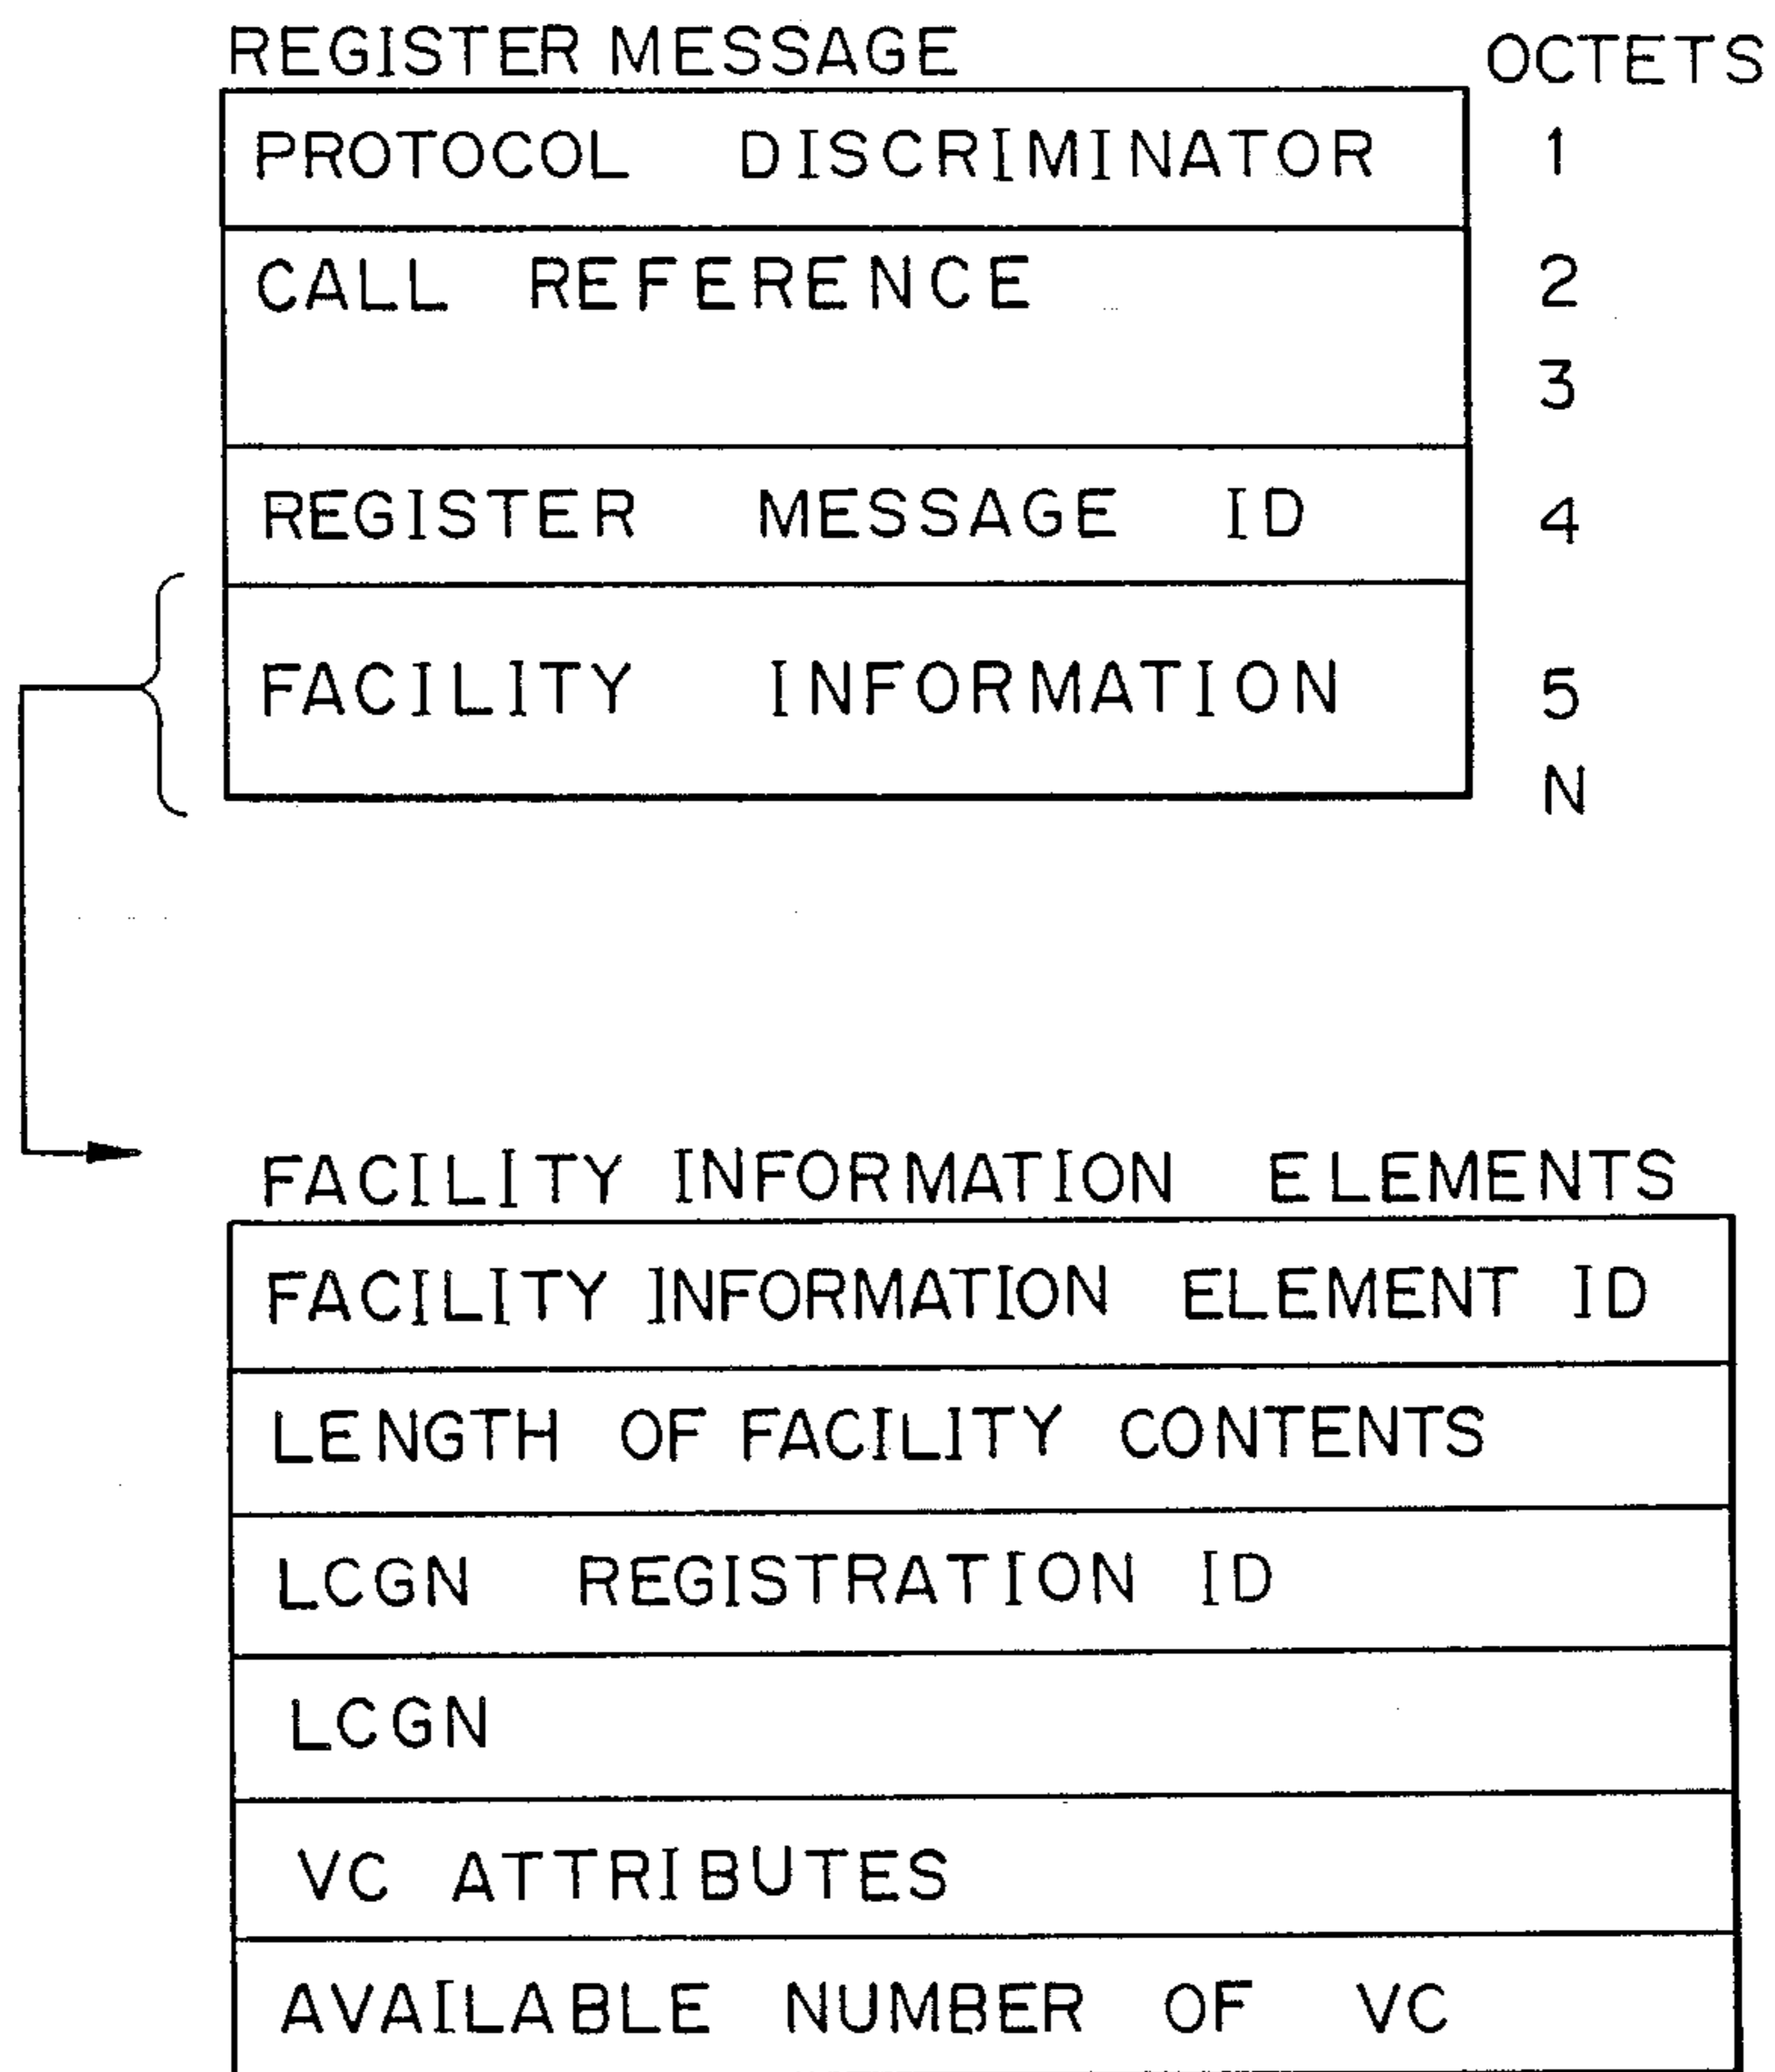 REGISTER MESSAGE OCTETS
PROTOCOL DISCRIMINATOR 1
CALL REFERENCE 2
3
REGISTER MESSAGE ID 4
FACILITY INFORMATION 5
N
FACILITY INFORMATION ELEMENTS
FACILITY INFORMATION ELEMENT ID
LENGTH OF FACILITY CONTENTS
LCGN REGISTRATION ID
LCGN
VC ATTRIBUTES
AVAILABLE NUMBER OF VC